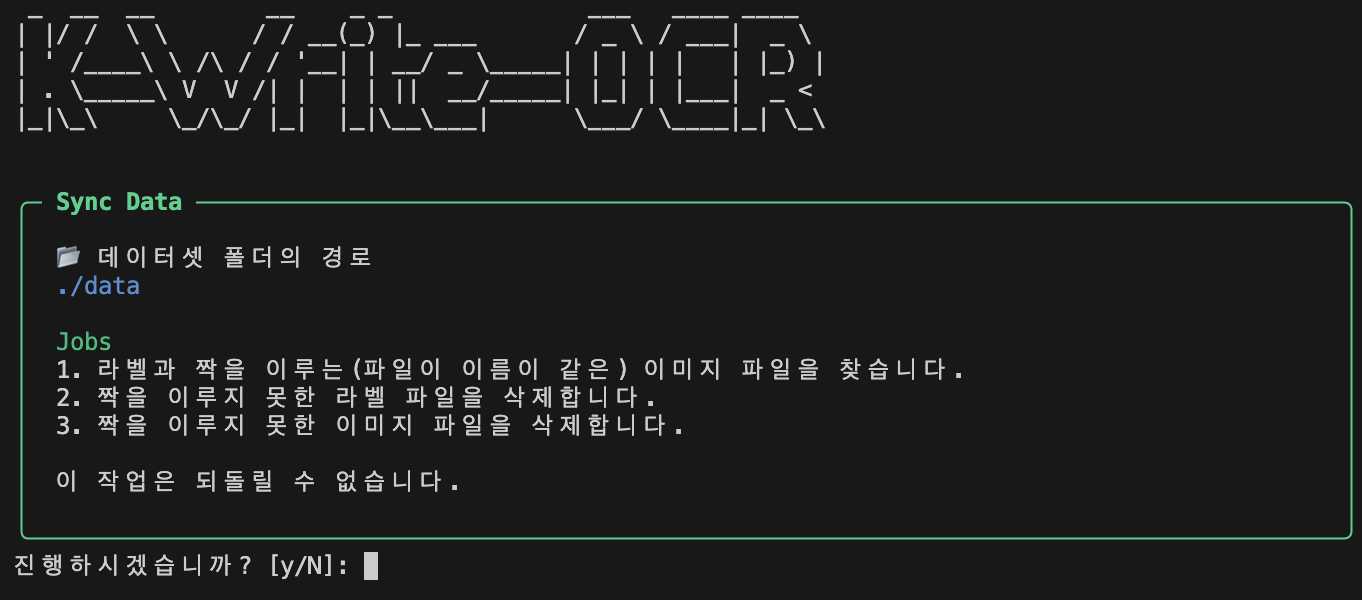 K-Write-OCR
Sync Data
📂 데이터셋 폴더의 경로
./data
Jobs
1. 라벨과 짝을 이루는(파일이 이름이 같은) 이미지 파일을 찾습니다.
2. 짝을 이루지 못한 라벨 파일을 삭제합니다.
3. 짝을 이루지 못한 이미지 파일을 삭제합니다.
이 작업은 되돌릴 수 없습니다.
진행하시겠습니까? [y/N]: